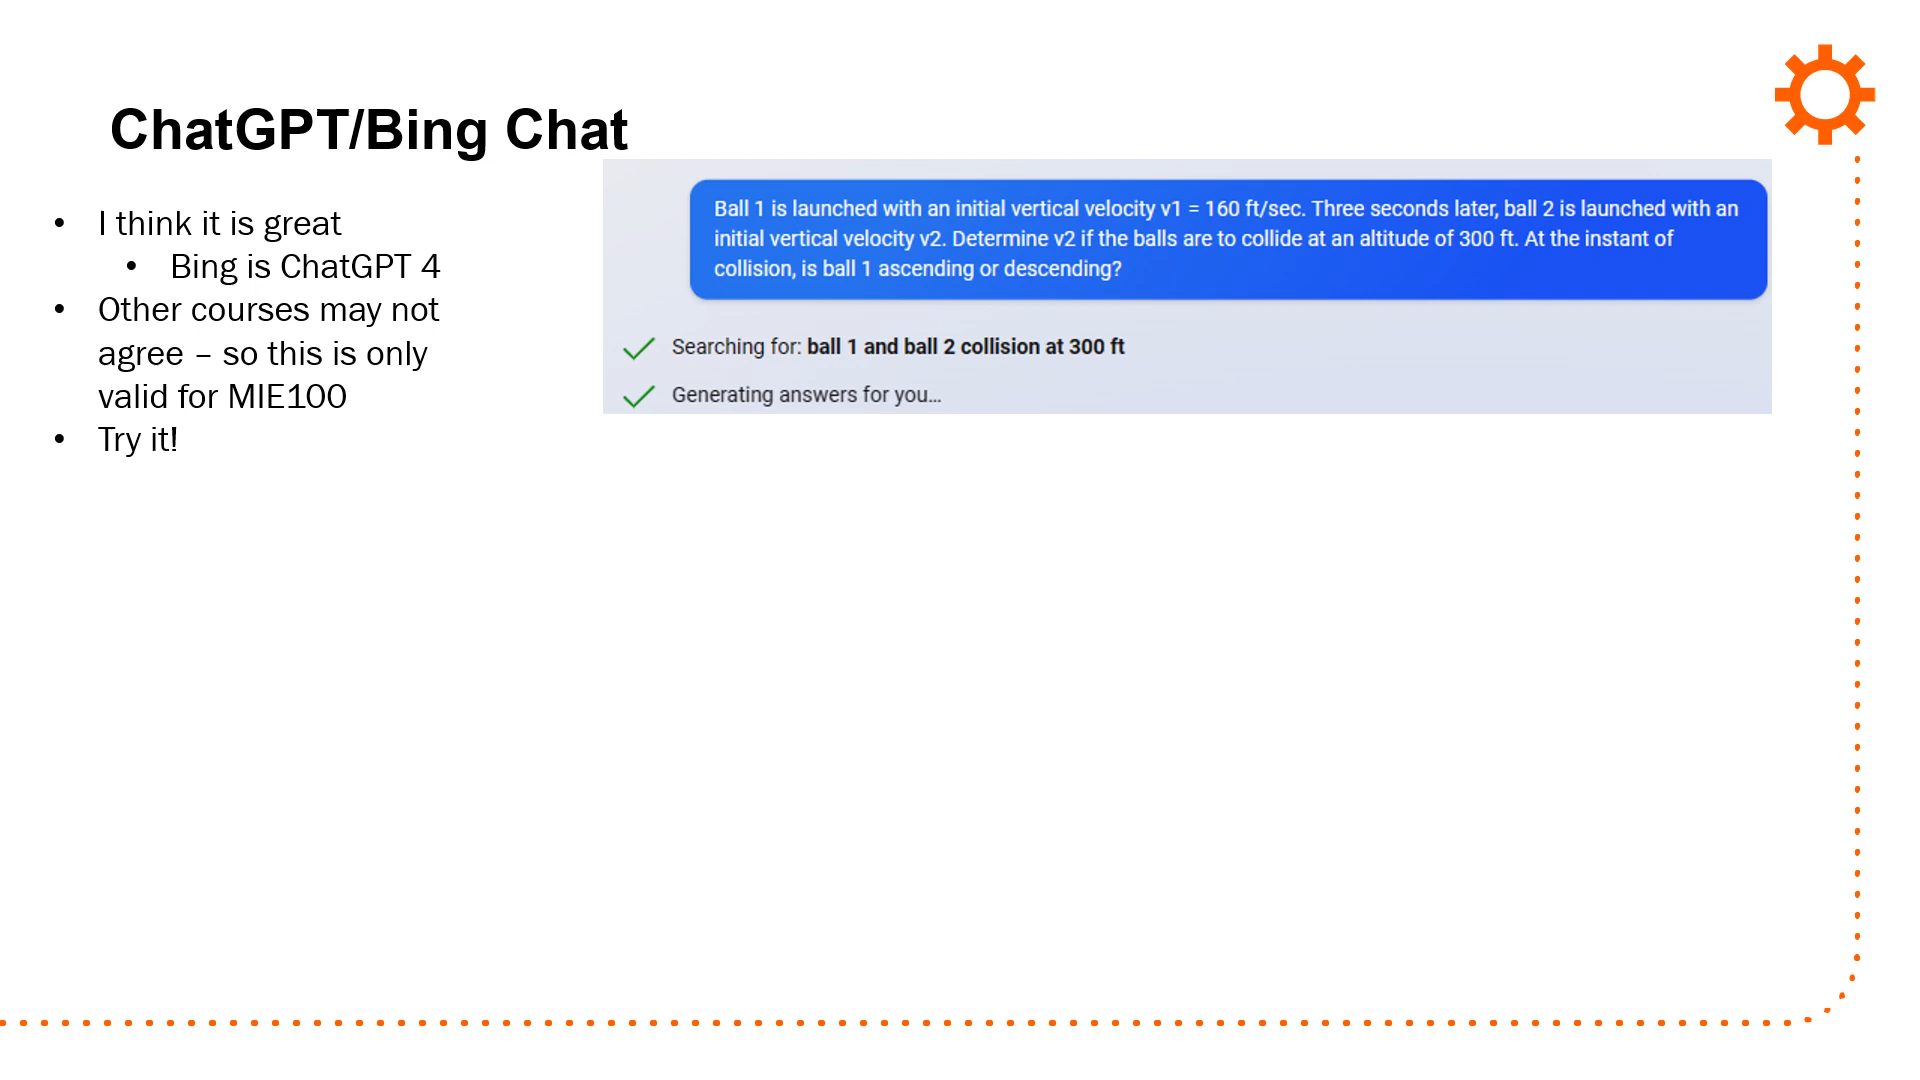 ChatGPT/Bing Chat
• I think it is great
• Bing is ChatGPT 4
• Other courses may not
agree – so this is only
valid for MIE100
• Try it!
Ball 1 is launched with an initial vertical velocity v1 = 160 ft/sec. Three seconds later, ball 2 is launched with an
initial vertical velocity v2. Determine v2 if the balls are to collide at an altitude of 300 ft. At the instant of
collision, is ball 1 ascending or descending?
Searching for: ball 1 and ball 2 collision at 300 ft
Generating answers for you...